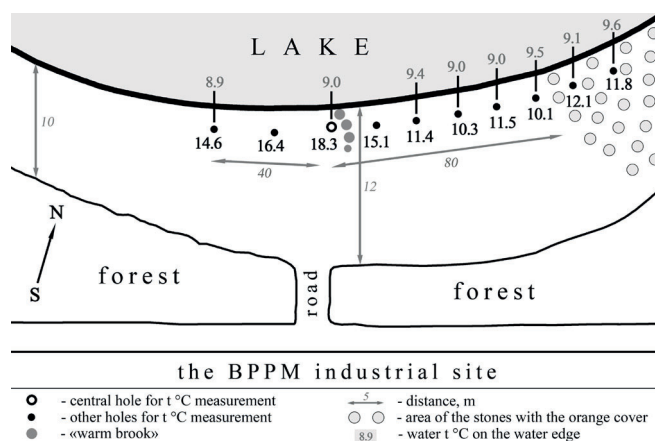 L A K E
8.9 9.0 9.4 9.0 9.0 9.5 9.1 9.6
14.6 16.4 18.3 15.1 11.4 10.3 11.5 10.1 12.1 11.8
10
40
80
12
N
S
forest
road
forest
the BPPM industrial site
- central hole for t °C measurement
- other holes for t °C measurement
- «warm brook»
5 - distance, m
- area of the stones with the orange cover
8.9 - water t °C on the water edge